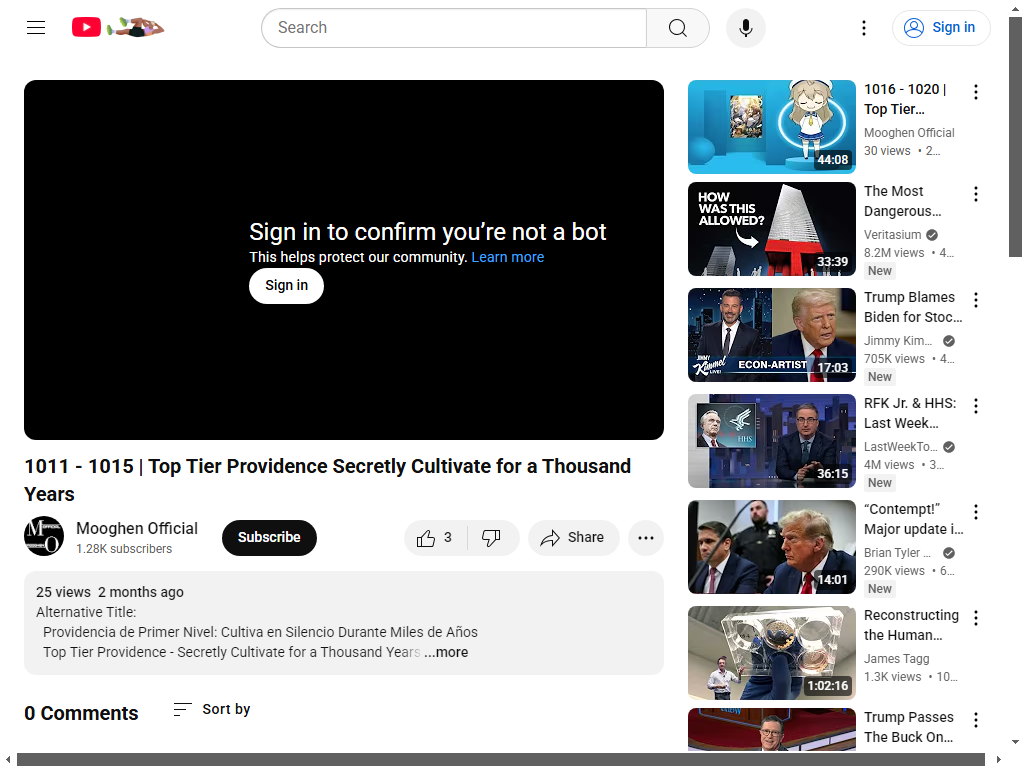 Search
Sign in
Sign in to confirm you’re not a bot
This helps protect our community. Learn more
Sign in
1011 - 1015 | Top Tier Providence Secretly Cultivate for a Thousand
Years
Mooghen Official
1.28K subscribers
Subscribe
3
Share
25 views 2 months ago
Alternative Title:
Providencia de Primer Nivel: Cultiva en Silencio Durante Miles de Años
Top Tier Providence - Secretly Cultivate for a Thousand Years ...more
0 Comments
Sort by
44:08
1016 - 1020 |
Top Tier…
Mooghen Official
30 views • 2…
HOW
WAS THIS
ALLOWED?
33:39
The Most
Dangerous…
Veritasium
8.2M views • 4…
New
JIMMY
Kimmel
LIVE!
ECON-ARTIST
17:03
Trump Blames
Biden for Stoc…
Jimmy Kim…
705K views • 4…
New
HHS
36:15
RFK Jr. & HHS:
Last Week…
LastWeekTo…
4M views • 3…
New
14:01
“Contempt!”
Major update i…
Brian Tyler …
290K views • 6…
New
1:02:16
Reconstructing
the Human…
James Tagg
1.3K views • 10…
Trump Passes
The Buck On…